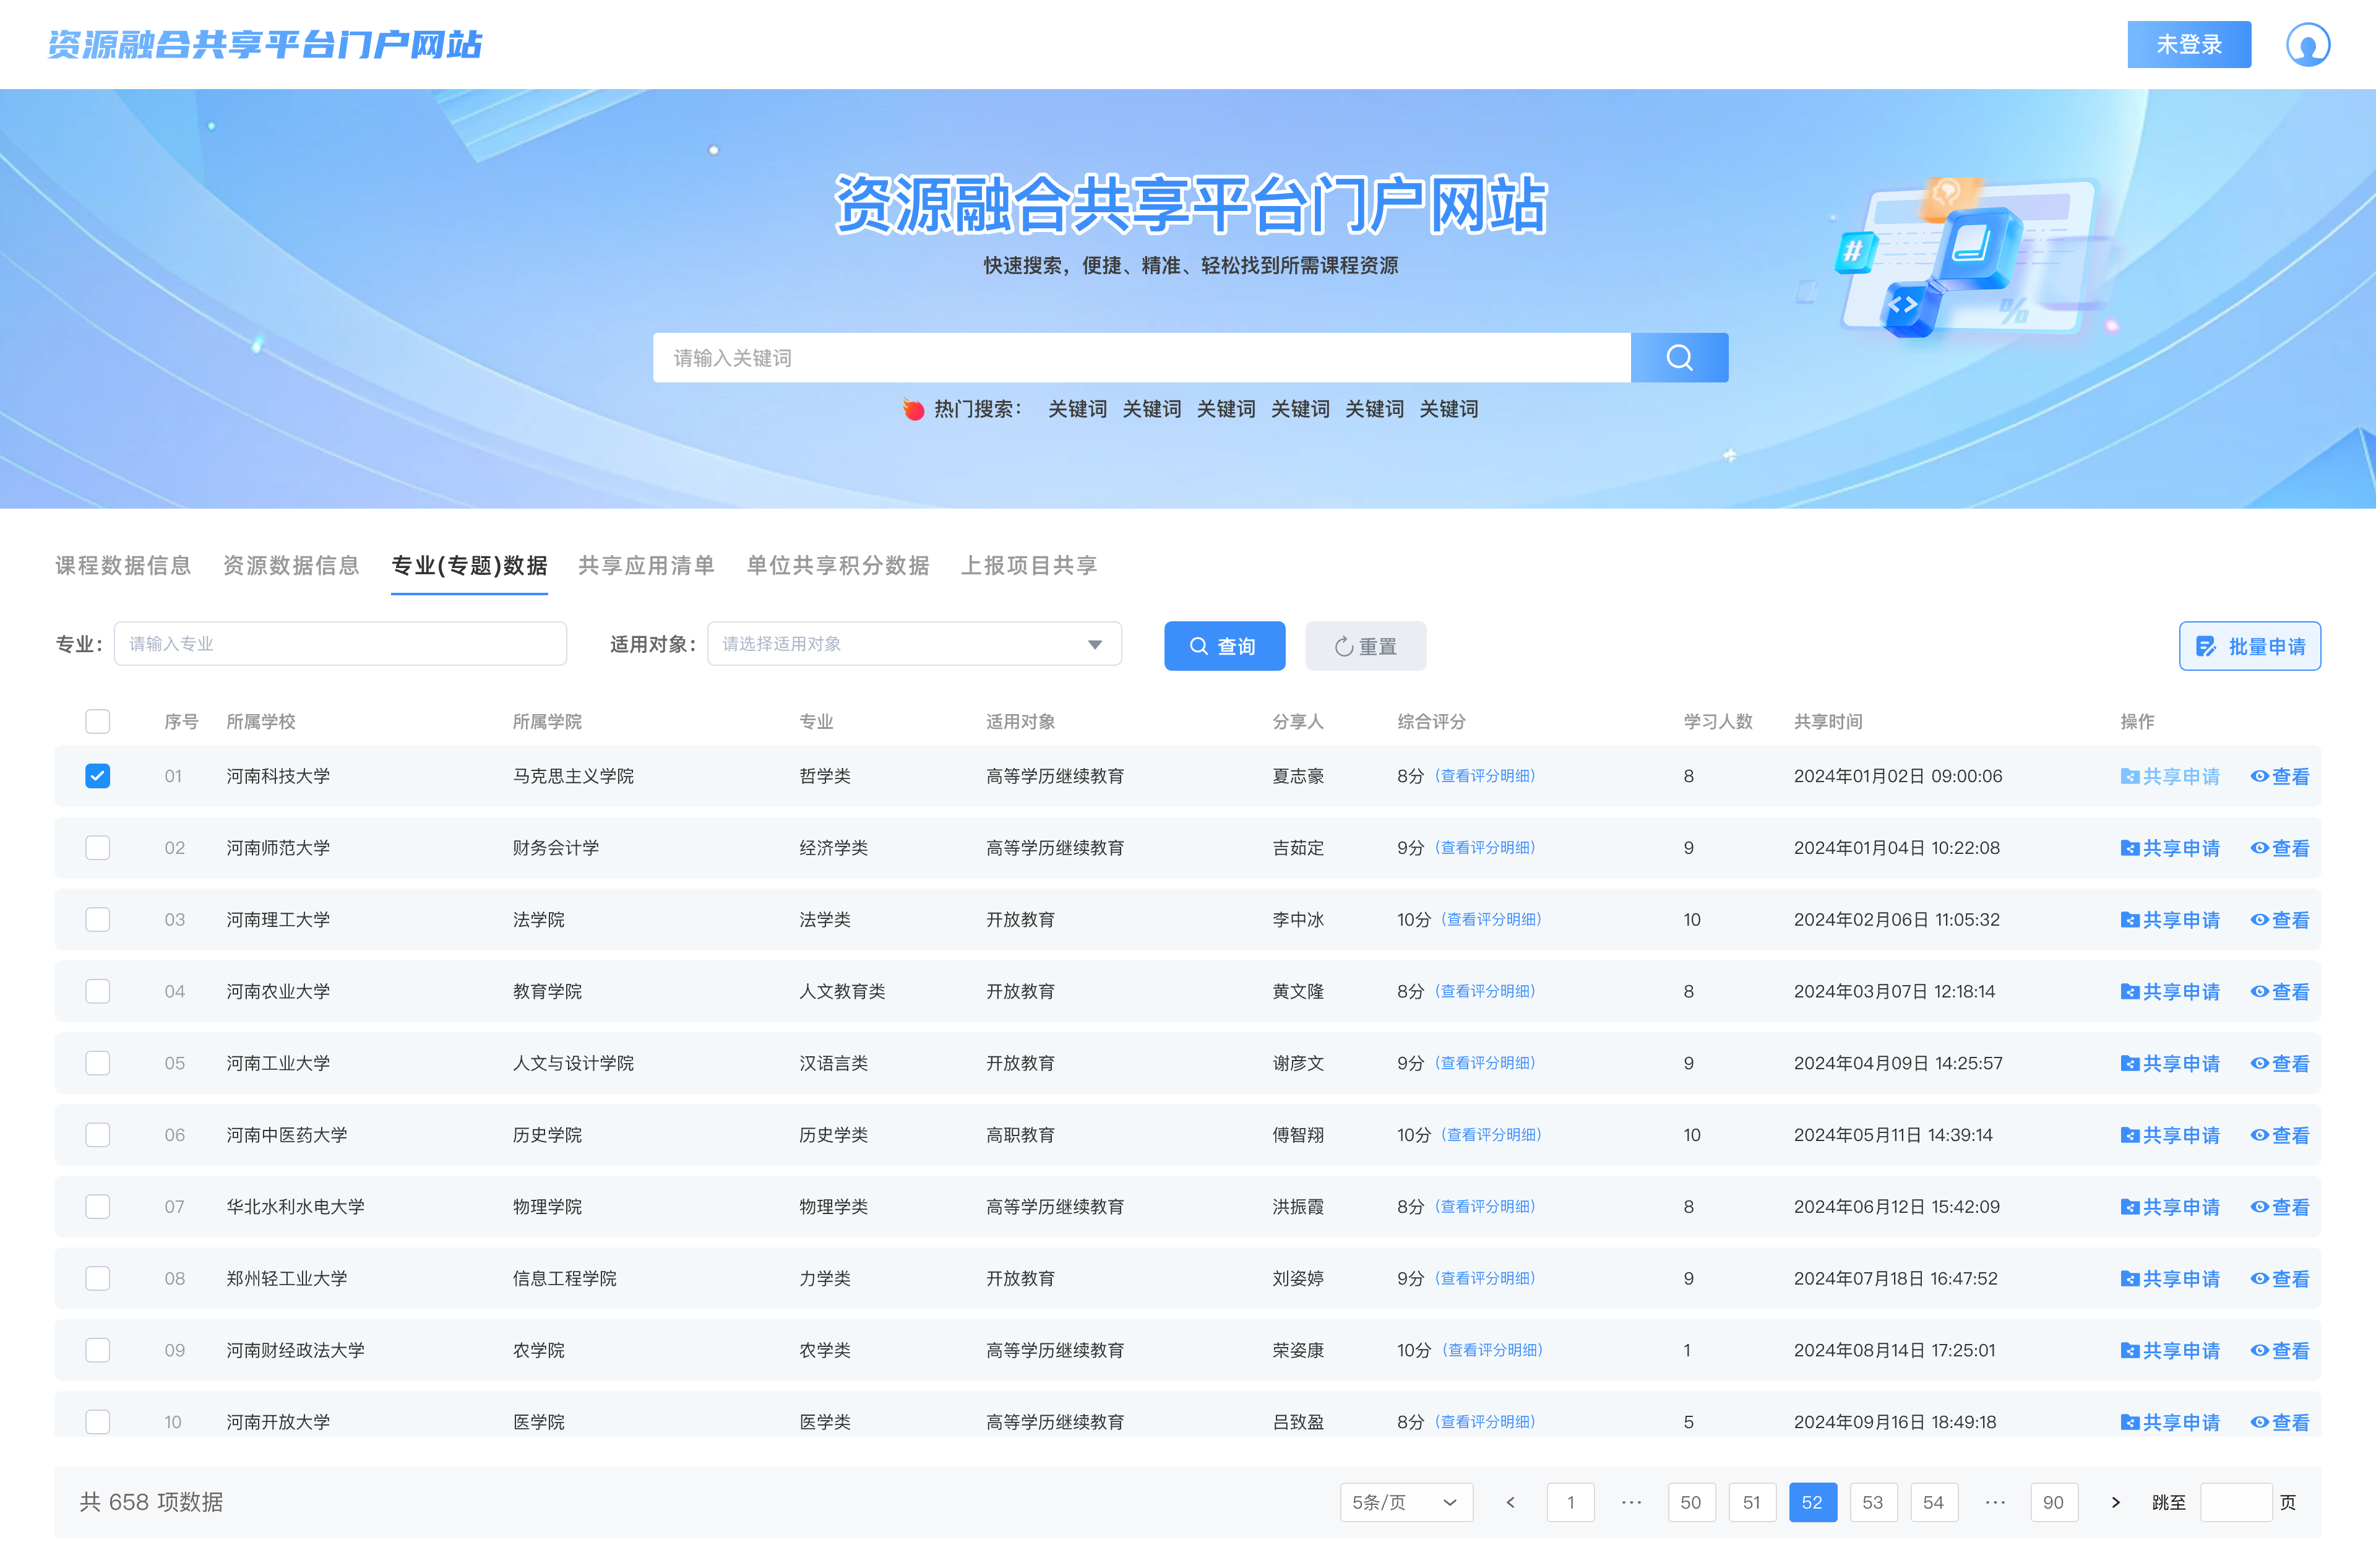 资源融合共享平台门户网站
未登录
资源融合共享平台门户网站
快速搜索，便捷、精准、轻松找到所需课程资源
#
<>
%
请输入关键词
热门搜索： 关键词 关键词 关键词 关键词 关键词 关键词
课程数据信息 资源数据信息 专业(专题)数据 共享应用清单 单位共享积分数据 上报项目共享
专业： 请输入专业 适用对象： 请选择适用对象 查询 重置 批量申请
序号 所属学校 所属学院 专业 适用对象 分享人 综合评分 学习人数 共享时间 操作
01 河南科技大学 马克思主义学院 哲学类 高等学历继续教育 夏志豪 8分（查看评分明细） 8 2024年01月02日 09:00:06 共享申请 查看
02 河南师范大学 财务会计学 经济学类 高等学历继续教育 吉茹定 9分（查看评分明细） 9 2024年01月04日 10:22:08 共享申请 查看
03 河南理工大学 法学院 法学类 开放教育 李中冰 10分（查看评分明细） 10 2024年02月06日 11:05:32 共享申请 查看
04 河南农业大学 教育学院 人文教育类 开放教育 黄文隆 8分（查看评分明细） 8 2024年03月07日 12:18:14 共享申请 查看
05 河南工业大学 人文与设计学院 汉语言类 开放教育 谢彦文 9分（查看评分明细） 9 2024年04月09日 14:25:57 共享申请 查看
06 河南中医药大学 历史学院 历史学类 高职教育 傅智翔 10分（查看评分明细） 10 2024年05月11日 14:39:14 共享申请 查看
07 华北水利水电大学 物理学院 物理学类 高等学历继续教育 洪振霞 8分（查看评分明细） 8 2024年06月12日 15:42:09 共享申请 查看
08 郑州轻工业大学 信息工程学院 力学类 开放教育 刘姿婷 9分（查看评分明细） 9 2024年07月18日 16:47:52 共享申请 查看
09 河南财经政法大学 农学院 农学类 高等学历继续教育 荣姿康 10分（查看评分明细） 1 2024年08月14日 17:25:01 共享申请 查看
10 河南开放大学 医学院 医学类 高等学历继续教育 吕致盈 8分（查看评分明细） 5 2024年09月16日 18:49:18 共享申请 查看
共 658 项数据 5条/页 < 1 ··· 50 51 52 53 54 ··· 90 > 跳至 页